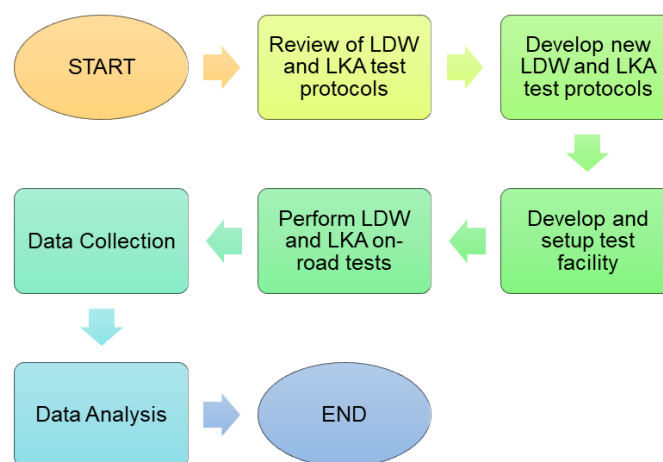 START
Review of LDW
and LKA test
protocols
Develop new
LDW and LKA
test protocols
Develop and
setup test
facility
Perform LDW
and LKA on-
road tests
Data Collection
Data Analysis
END